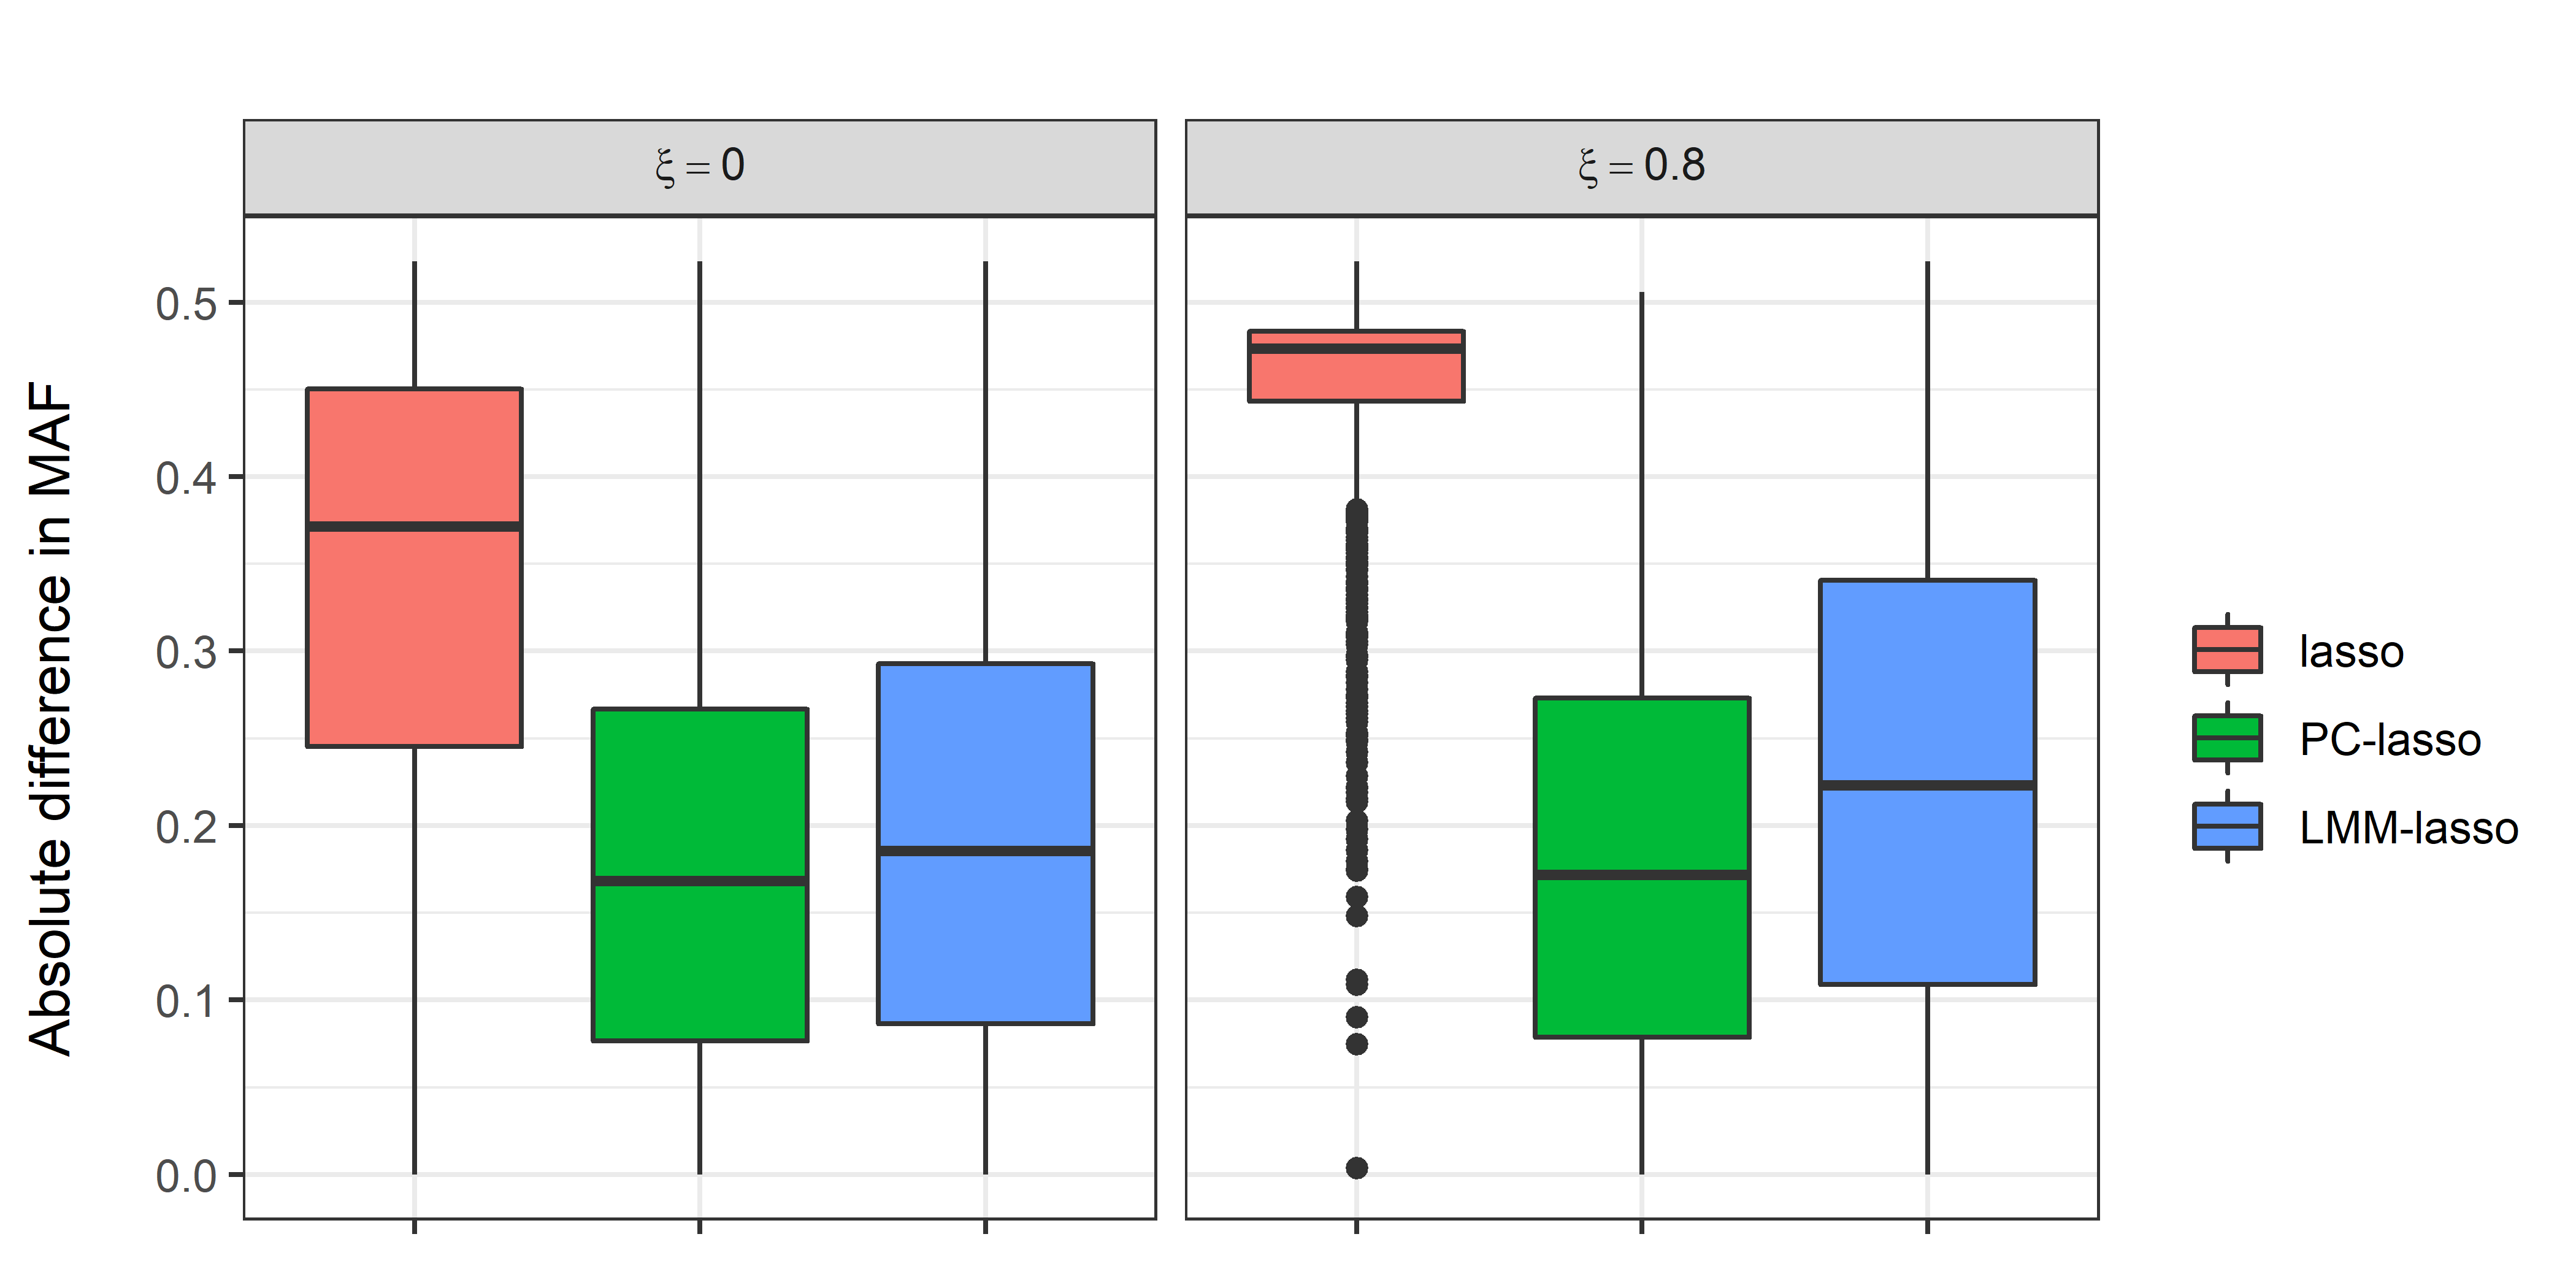 ξ = 0
ξ = 0.8
Absolute difference in MAF
0.5
0.4
0.3
0.2
0.1
0.0
lasso
PC-lasso
LMM-lasso